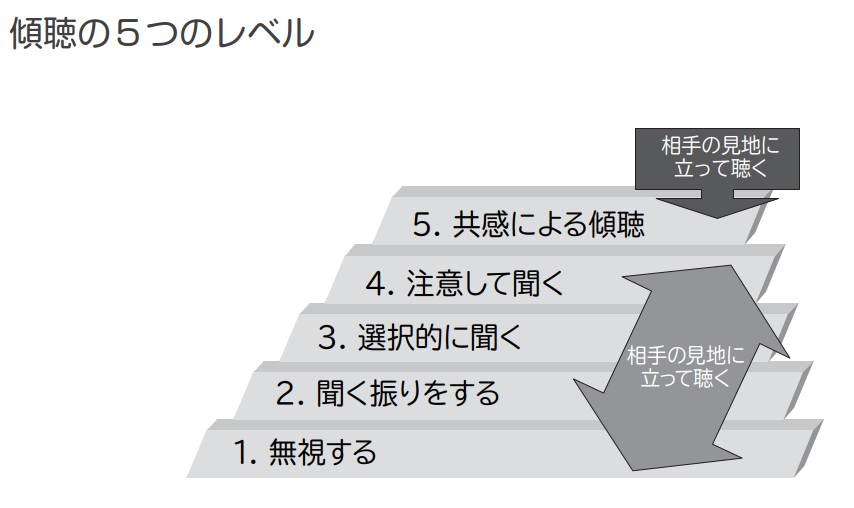 傾聴の５つのレベル
相手の見地に
立って聴く
5. 共感による傾聴
4. 注意して聞く
3. 選択的に聞く
相手の見地に
立って聴く
2. 聞く振りをする
1. 無視する